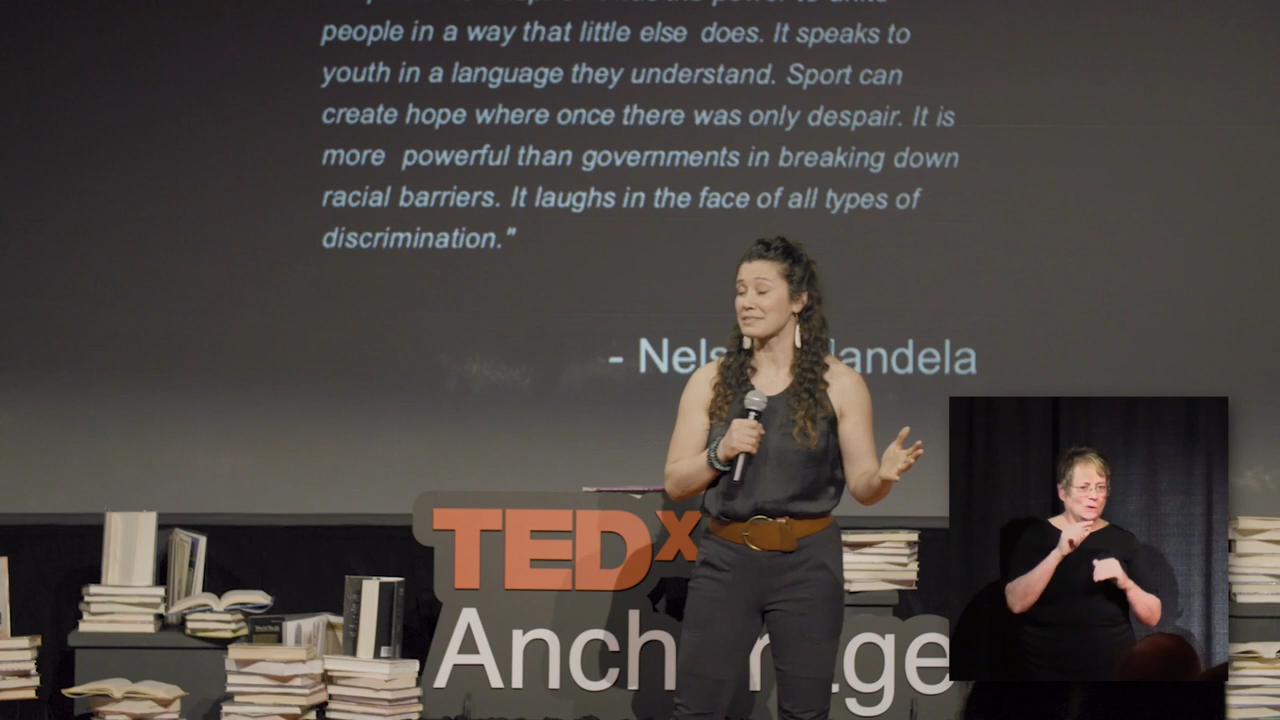 people in a way that little else does. It speaks to
youth in a language they understand. Sport can
create hope where once there was only despair. It is
more powerful than governments in breaking down
racial barriers. It laughs in the face of all types of
discrimination."
- Nels andela
TEDx
Anch age